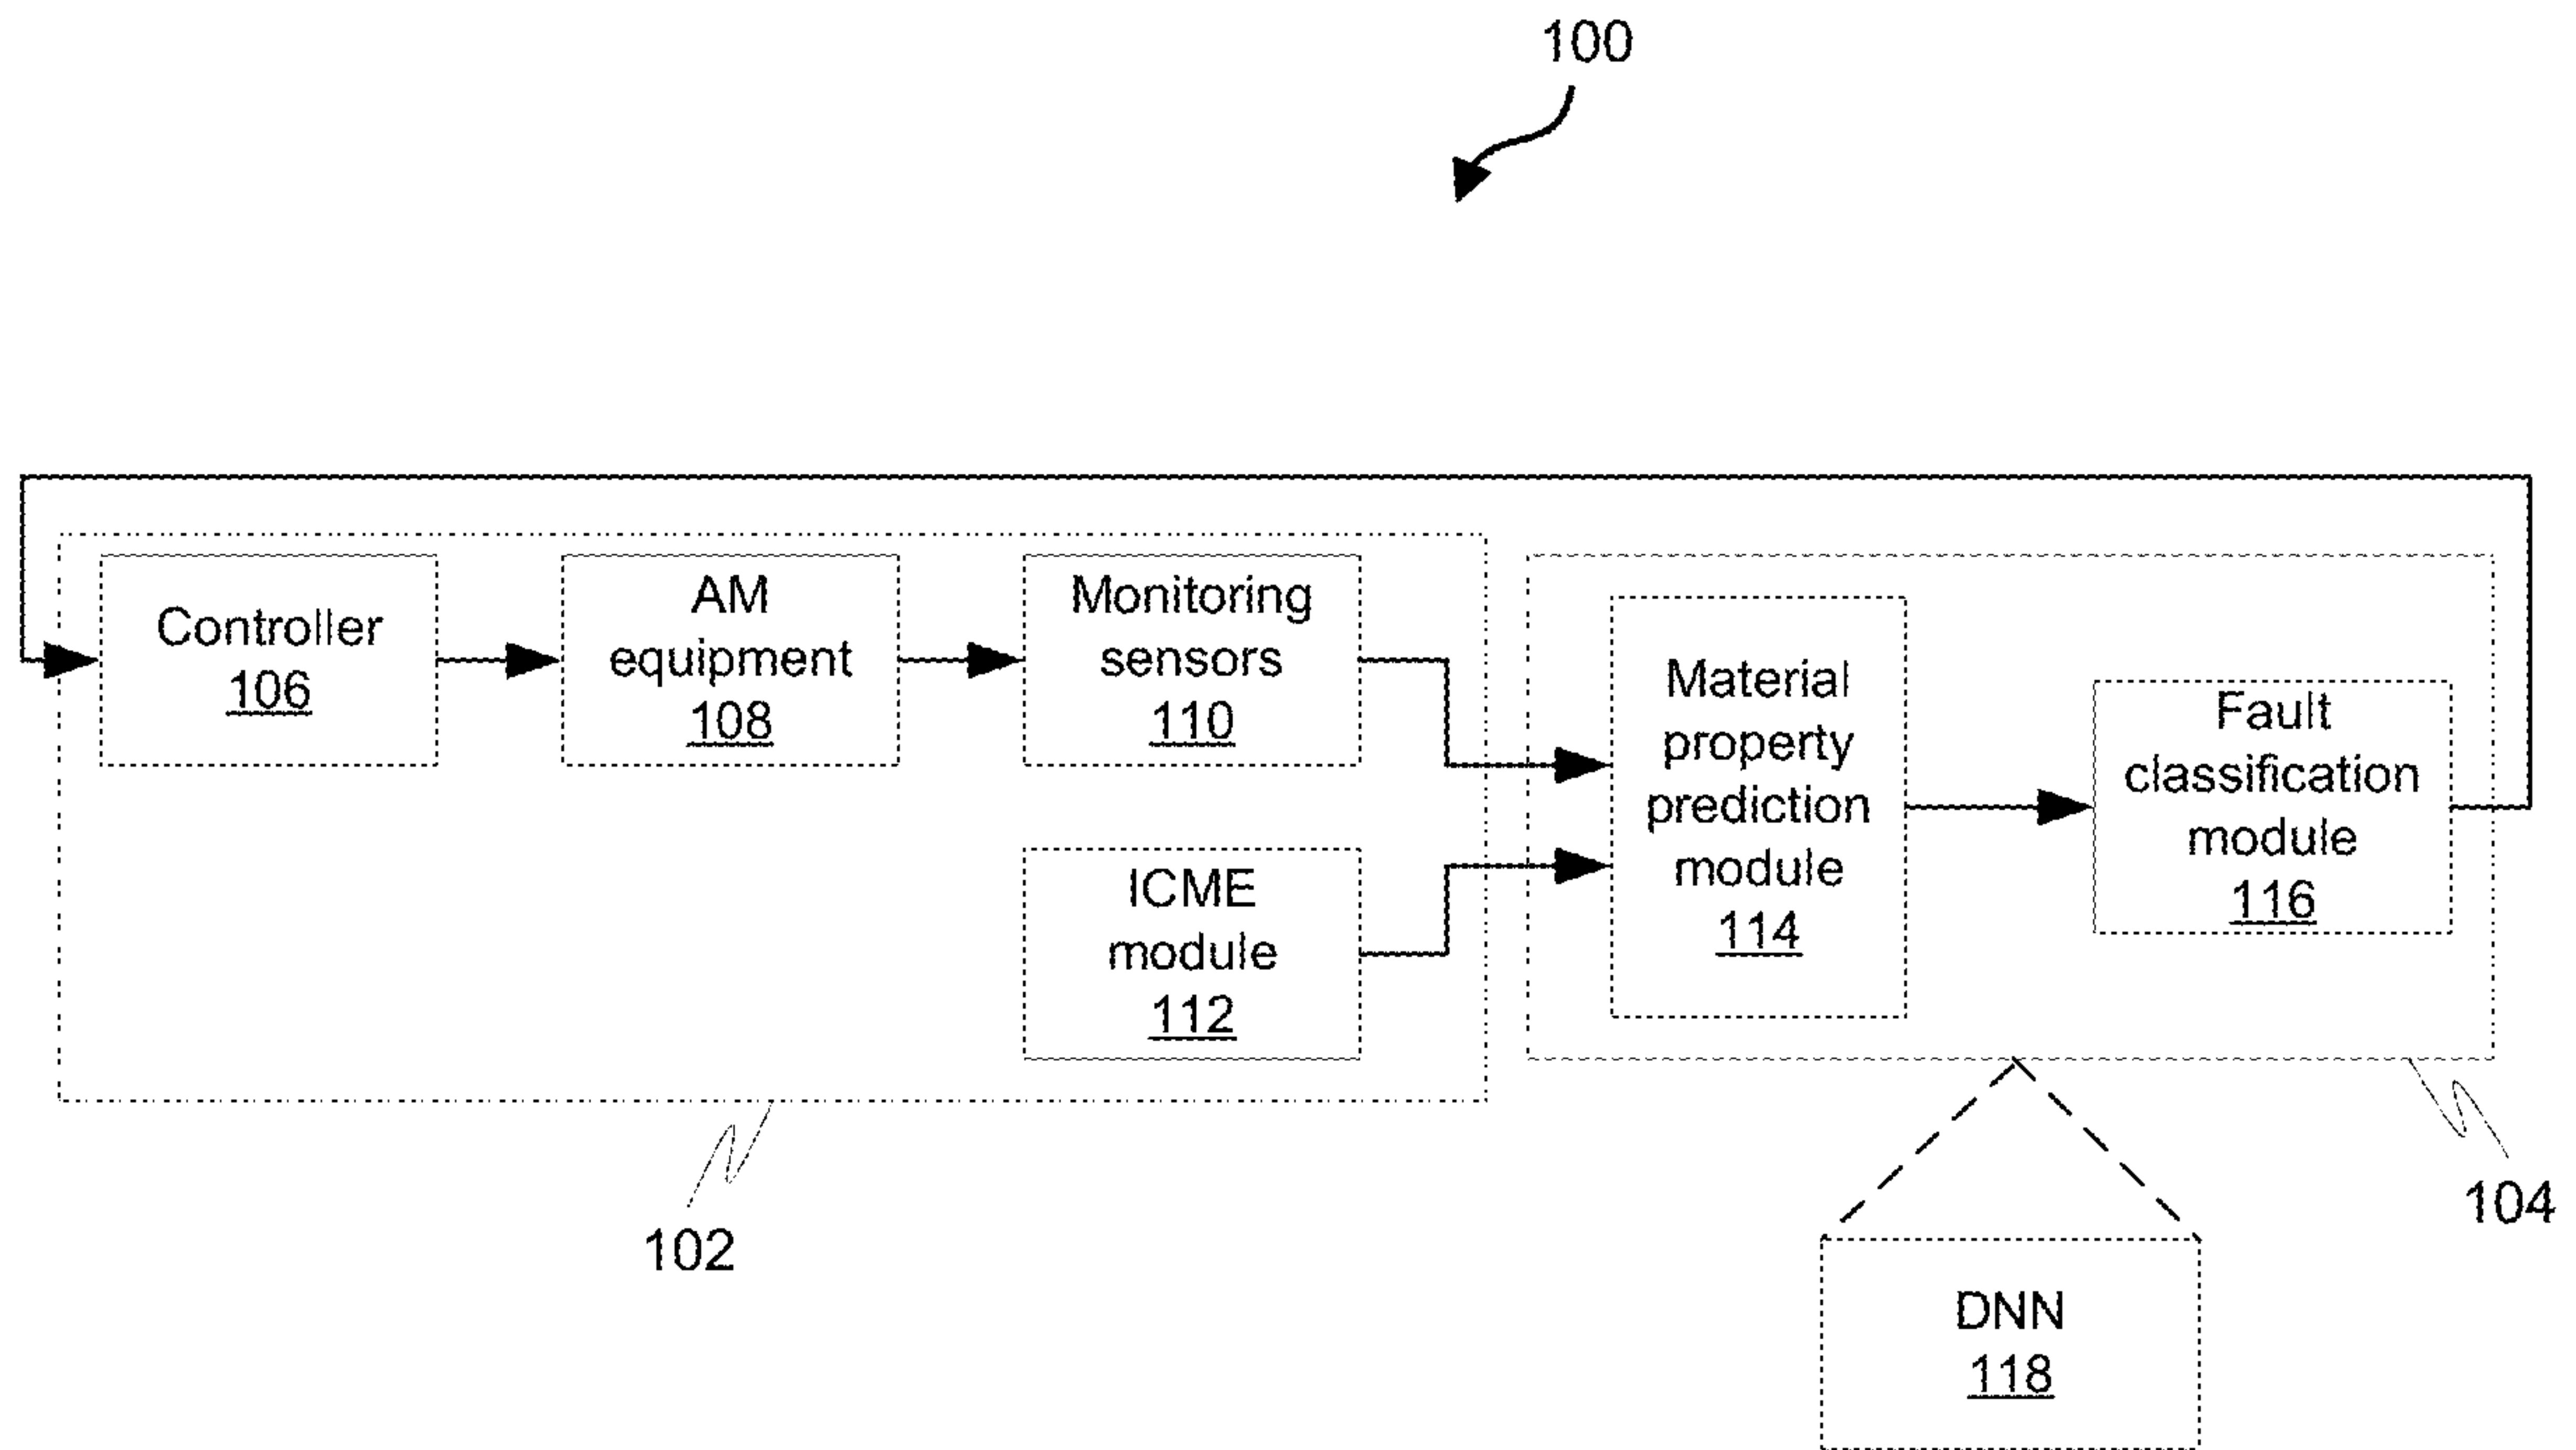 100
Controller
106
AM
equipment
108
Monitoring
sensors
110
ICME
module
112
Material
property
prediction
module
114
Fault
classification
module
116
102
104
DNN
118